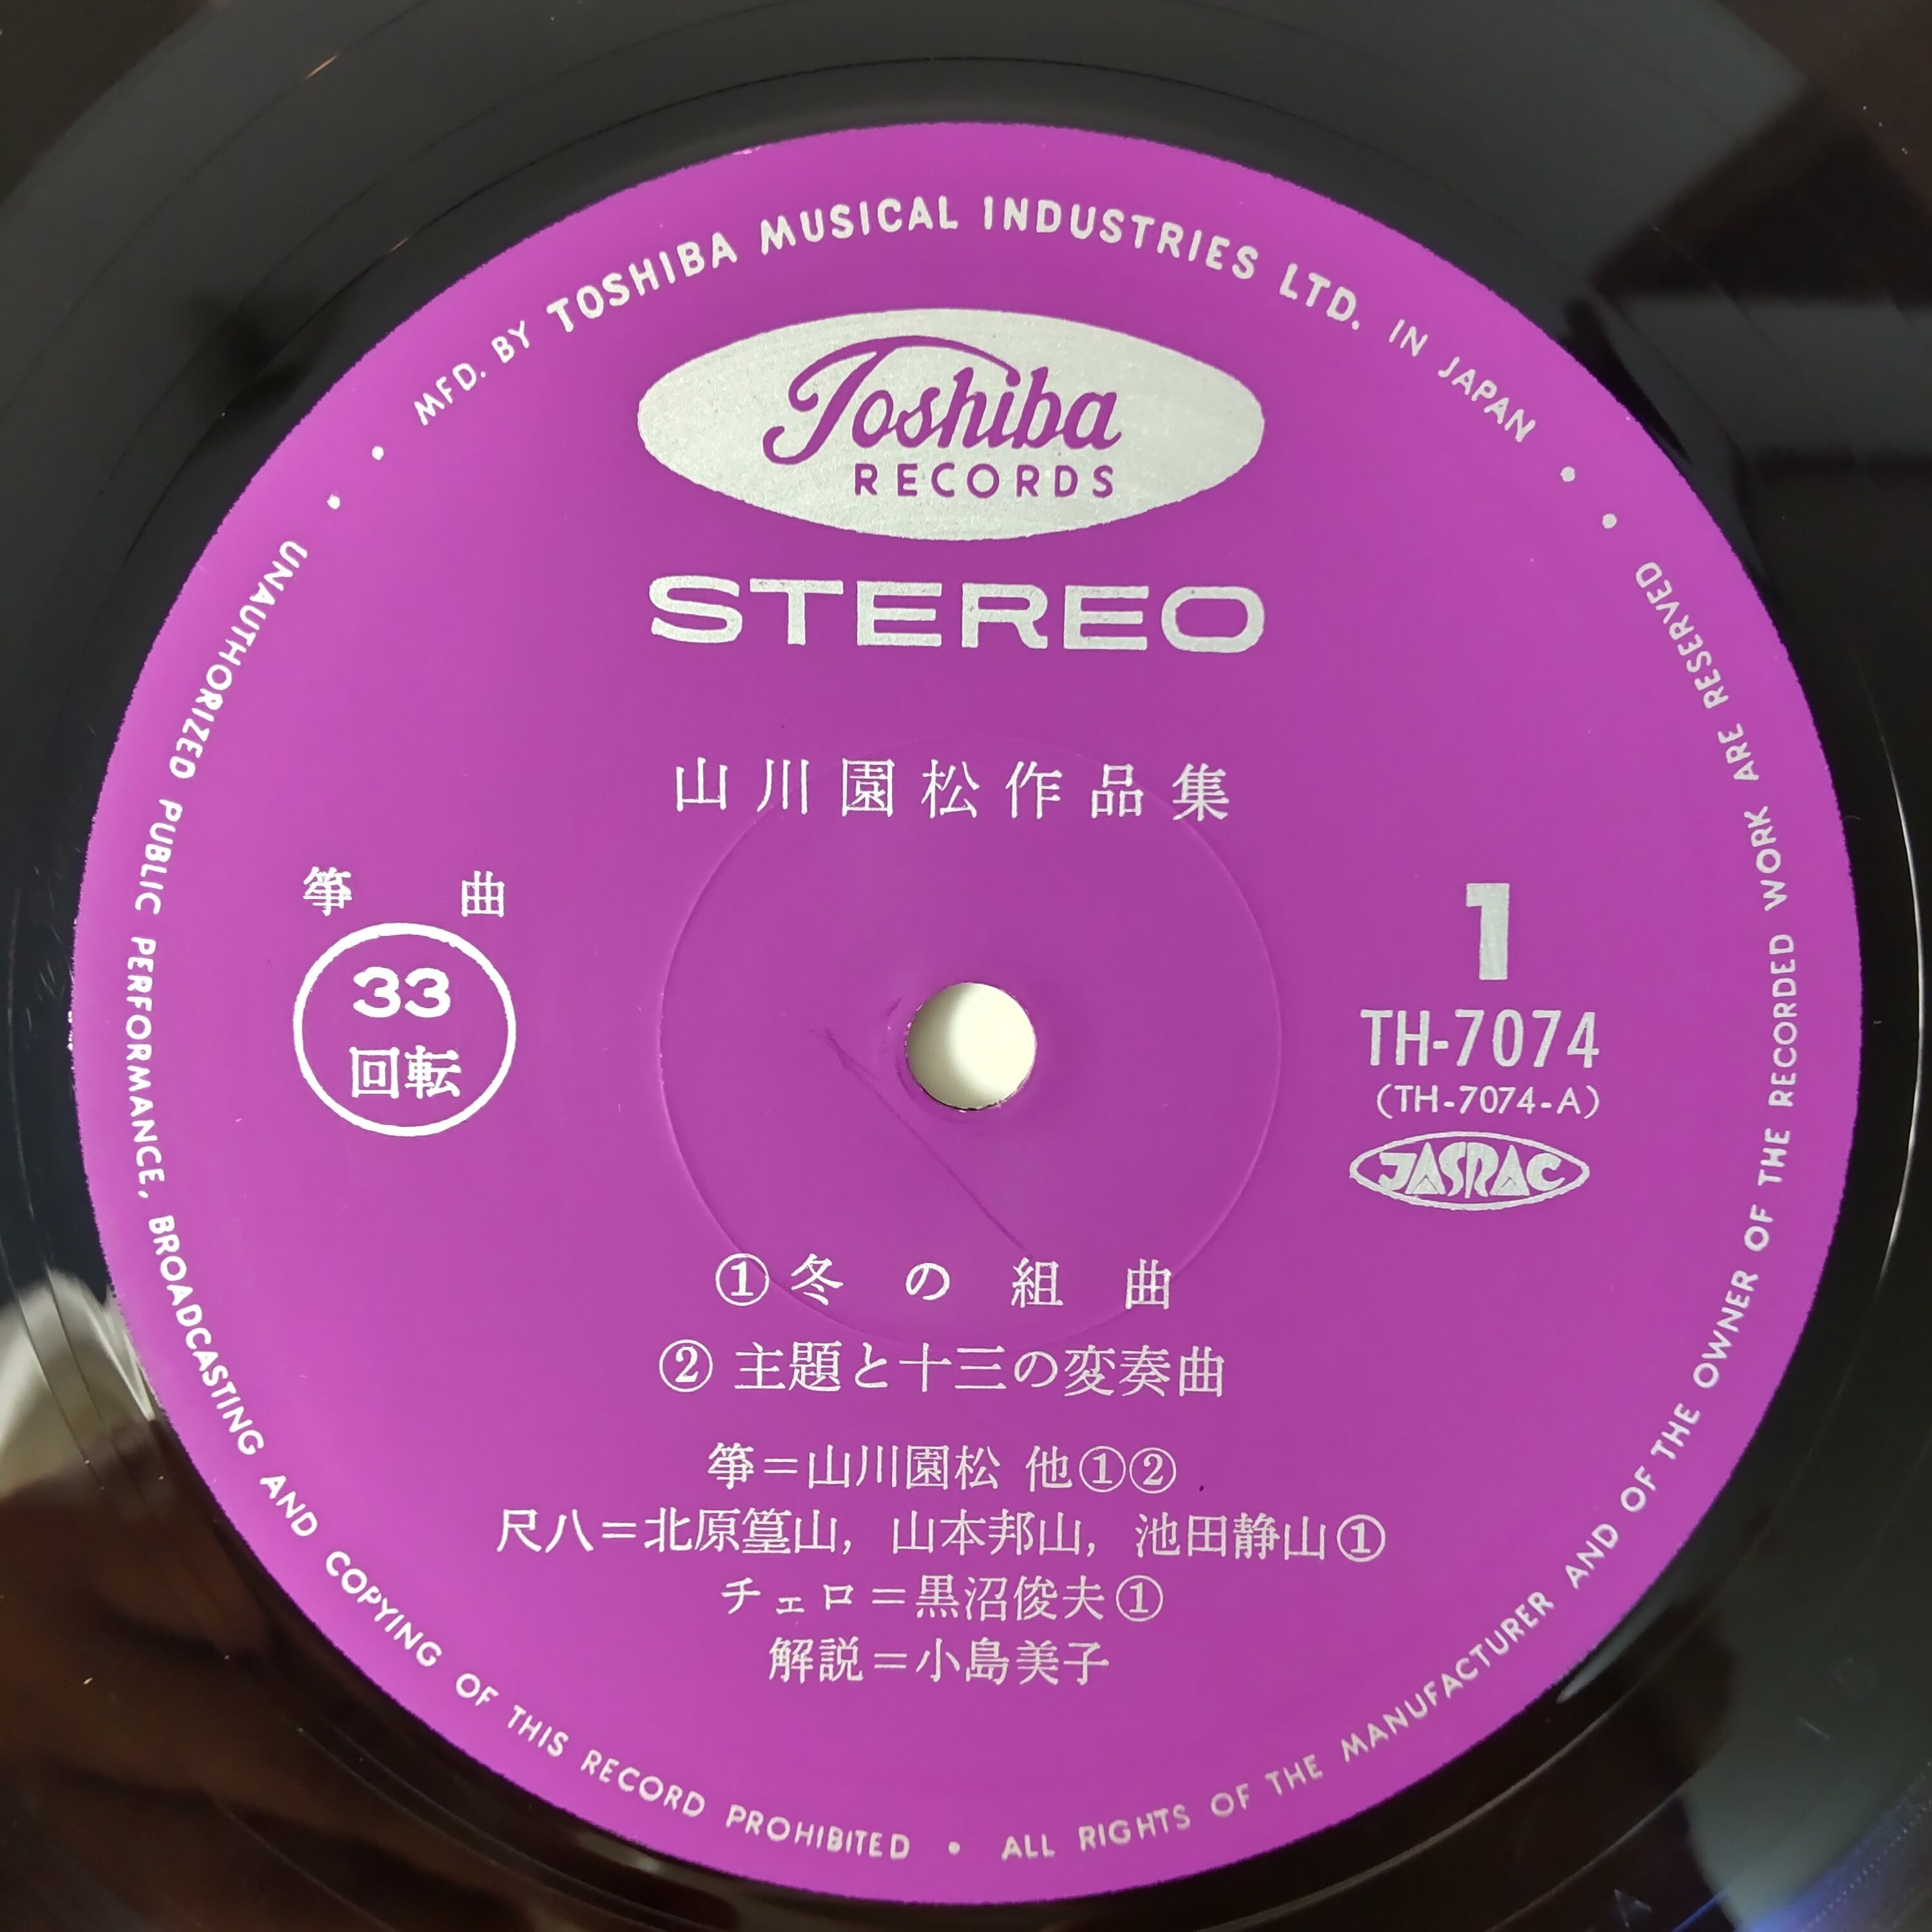 MFD. BY TOSHIBA MUSICAL INDUSTRIES LTD. IN JAPAN
Toshiba
RECORDS
STEREO
山川園松作品集
箏曲
33
回転
1
TH-7074
(TH-7074-A)
JASRAC
①冬の組曲
②主題と十三の変奏曲
箏=山川園松 他①②
尺八=北原篁山, 山本邦山, 池田静山①
チェロ=黒沼俊夫①
解説=小島美子
UNAUTHORIZED PUBLIC PERFORMANCE, BROADCASTING AND COPYING OF THIS RECORD PROHIBITED • ALL RIGHTS OF THE MANUFACTURER AND OF THE OWNER OF THE RECORDED WORK ARE RESERVED